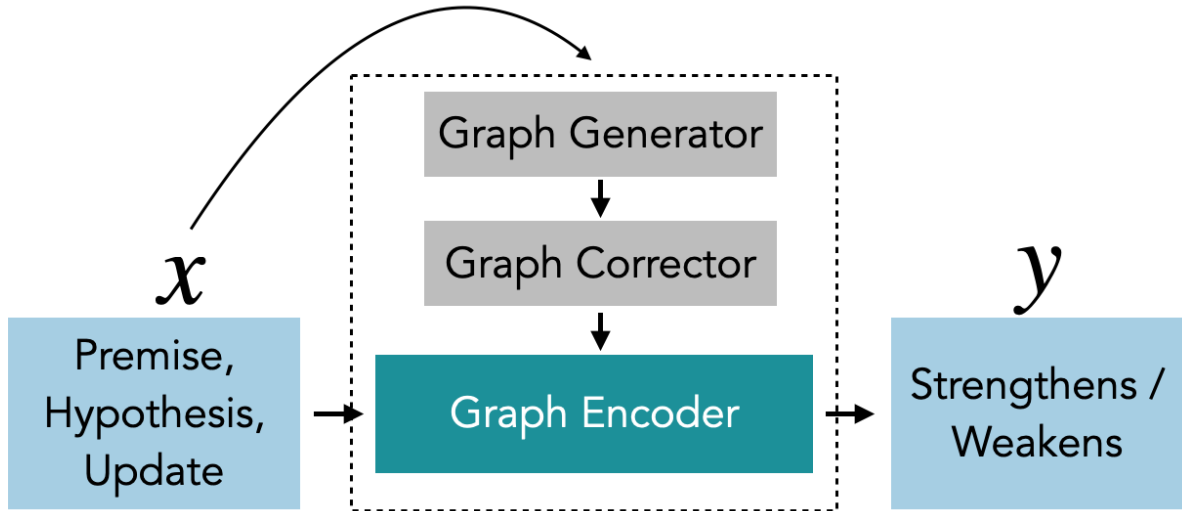 Graph Generator
Graph Corrector
x
Premise,
Hypothesis,
Update
Graph Encoder
y
Strengthens /
Weakens